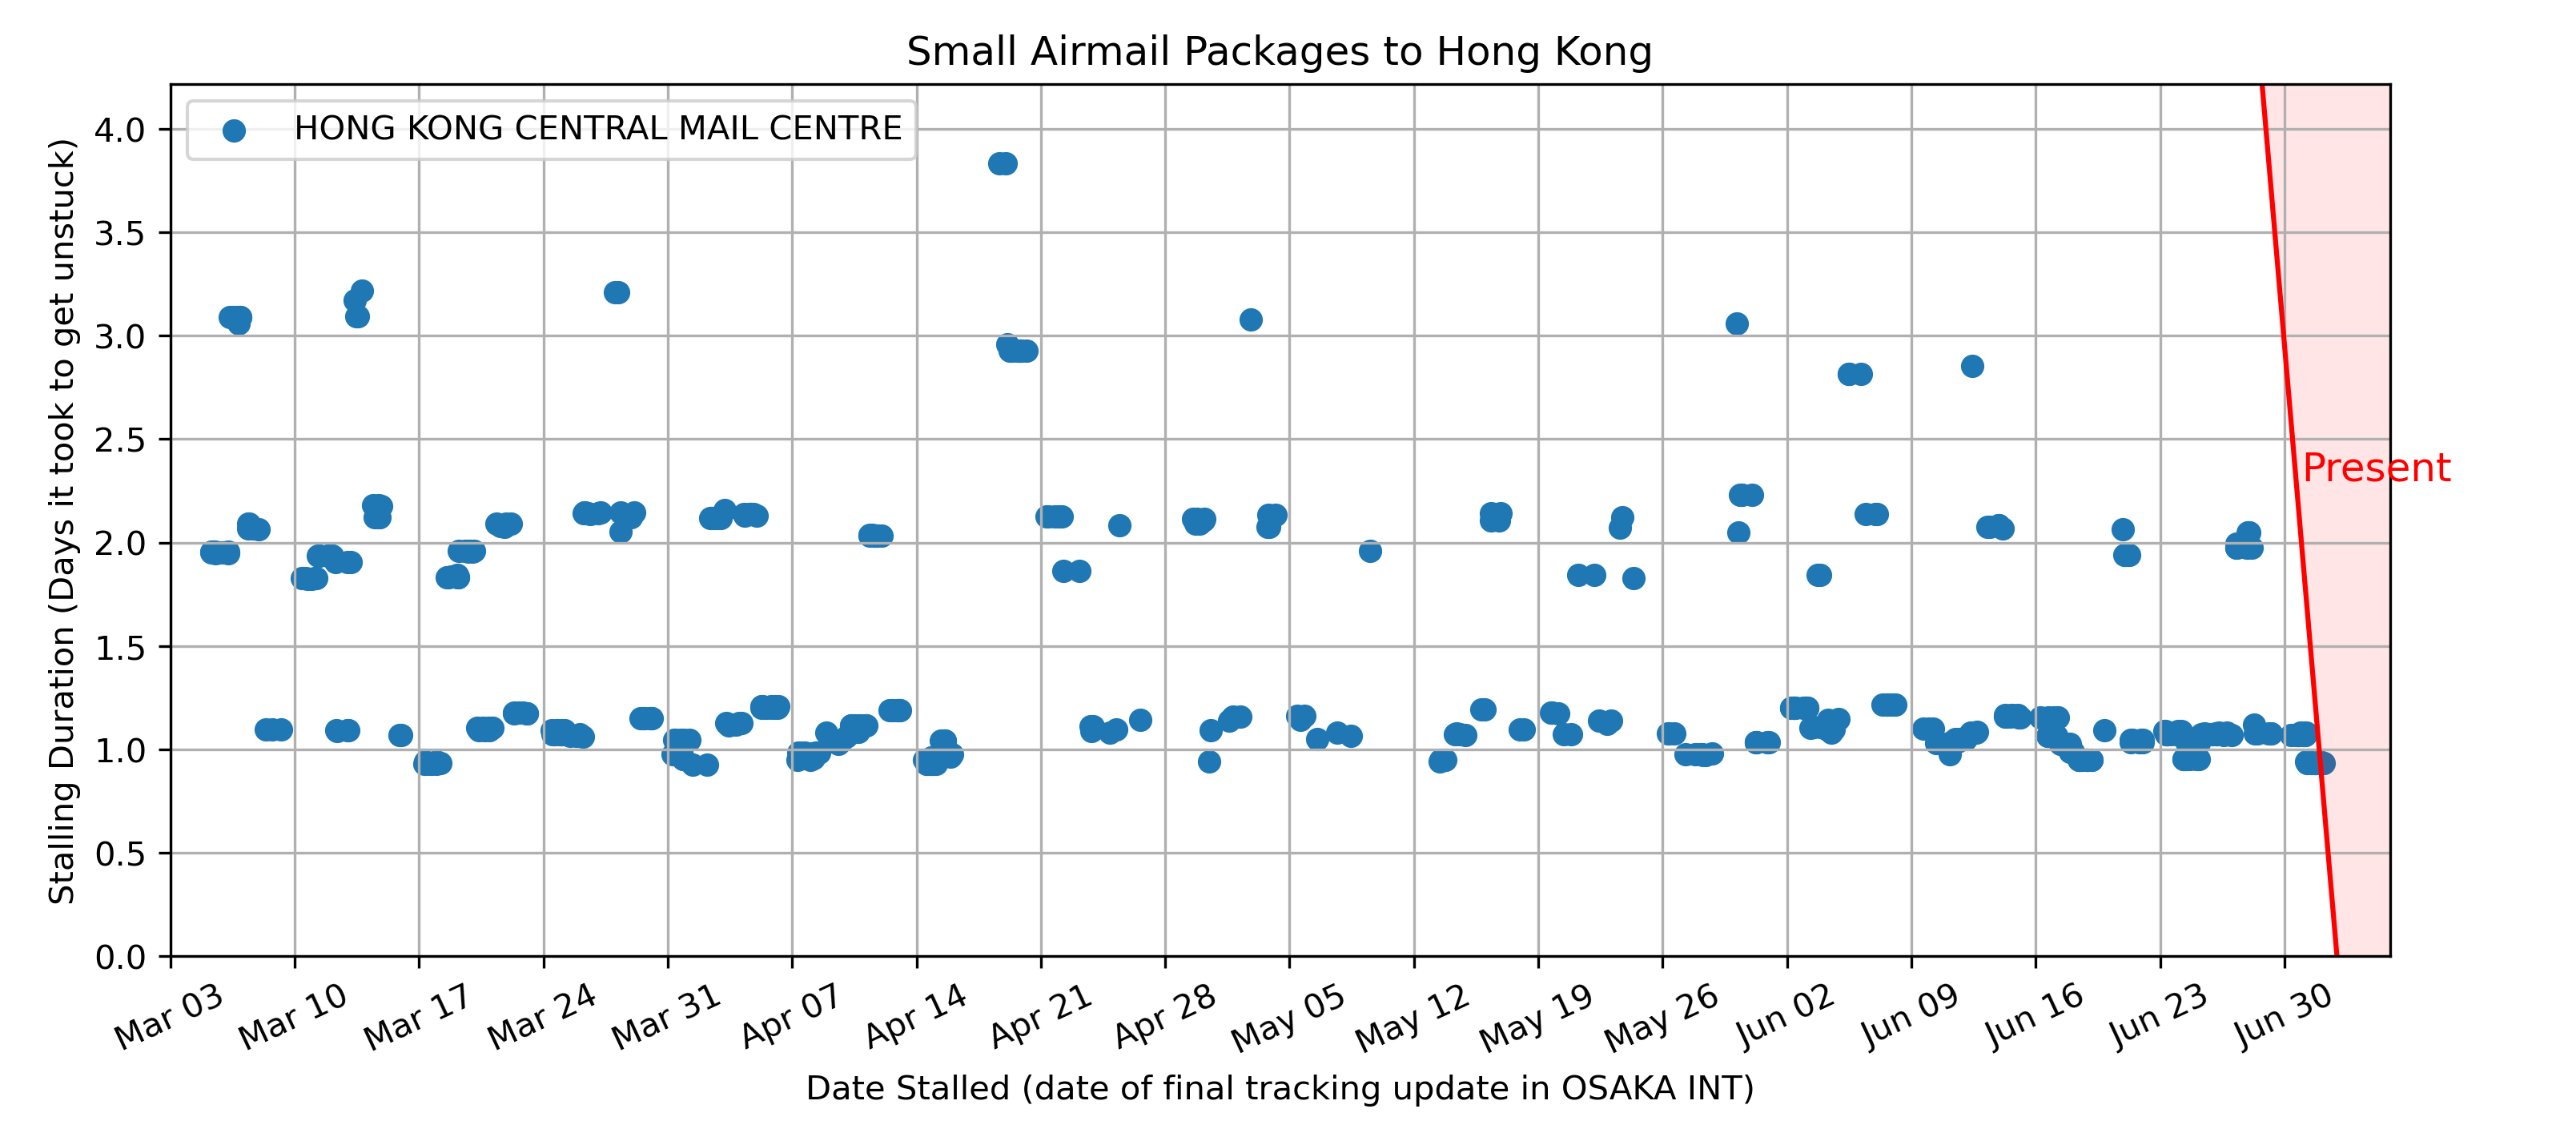 Small Airmail Packages to Hong Kong
HONG KONG CENTRAL MAIL CENTRE
Stalling Duration (Days it took to get unstuck)
4.0
3.5
3.0
2.5
2.0
1.5
1.0
0.5
0.0
Present
Mar 03
Mar 10
Mar 17
Mar 24
Mar 31
Apr 07
Apr 14
Apr 21
Apr 28
May 05
May 12
May 19
May 26
Jun 02
Jun 09
Jun 16
Jun 23
Jun 30
Date Stalled (date of final tracking update in OSAKA INT)